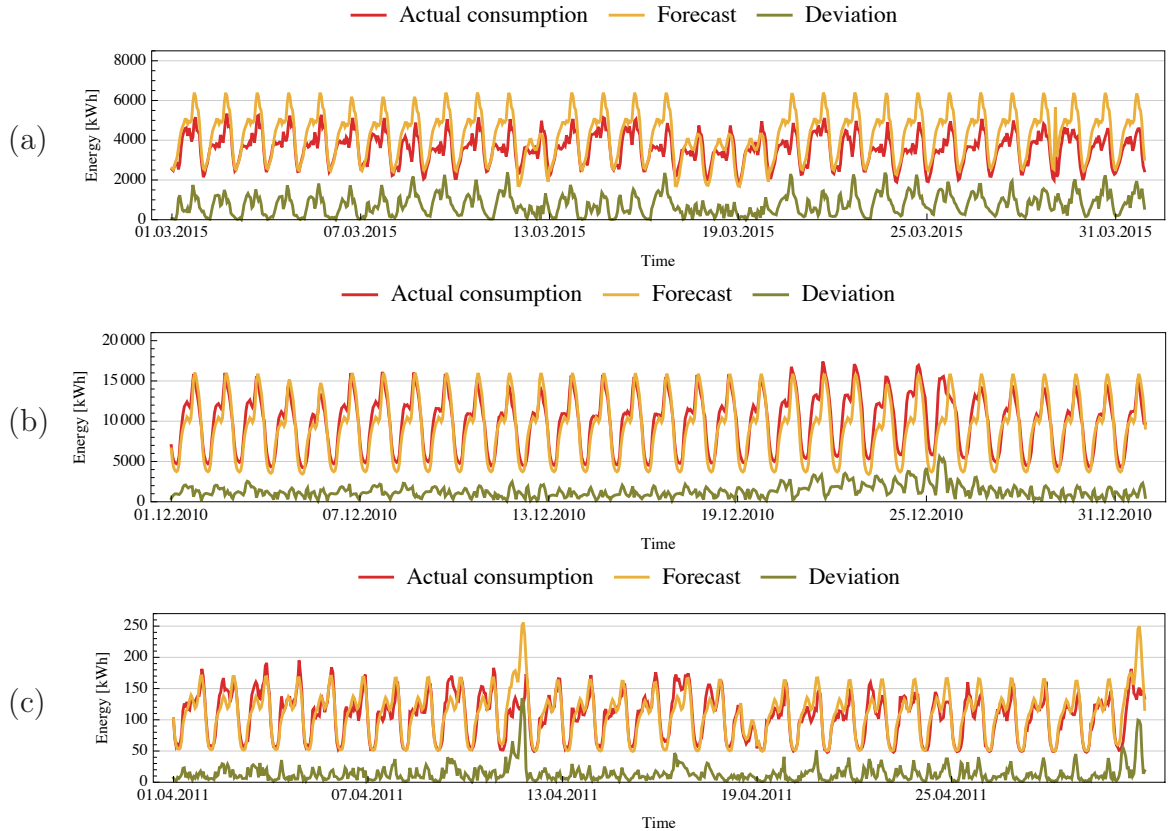 Actual consumption Forecast Deviation
(a)
Energy [kWh]
8000
6000
4000
2000
0
01.03.2015 07.03.2015 13.03.2015 19.03.2015 25.03.2015 31.03.2015
Time
Actual consumption Forecast Deviation
(b)
Energy [kWh]
20 000
15 000
10 000
5000
0
01.12.2010 07.12.2010 13.12.2010 19.12.2010 25.12.2010 31.12.2010
Time
Actual consumption Forecast Deviation
(c)
Energy [kWh]
250
200
150
100
50
0
01.04.2011 07.04.2011 13.04.2011 19.04.2011 25.04.2011
Time